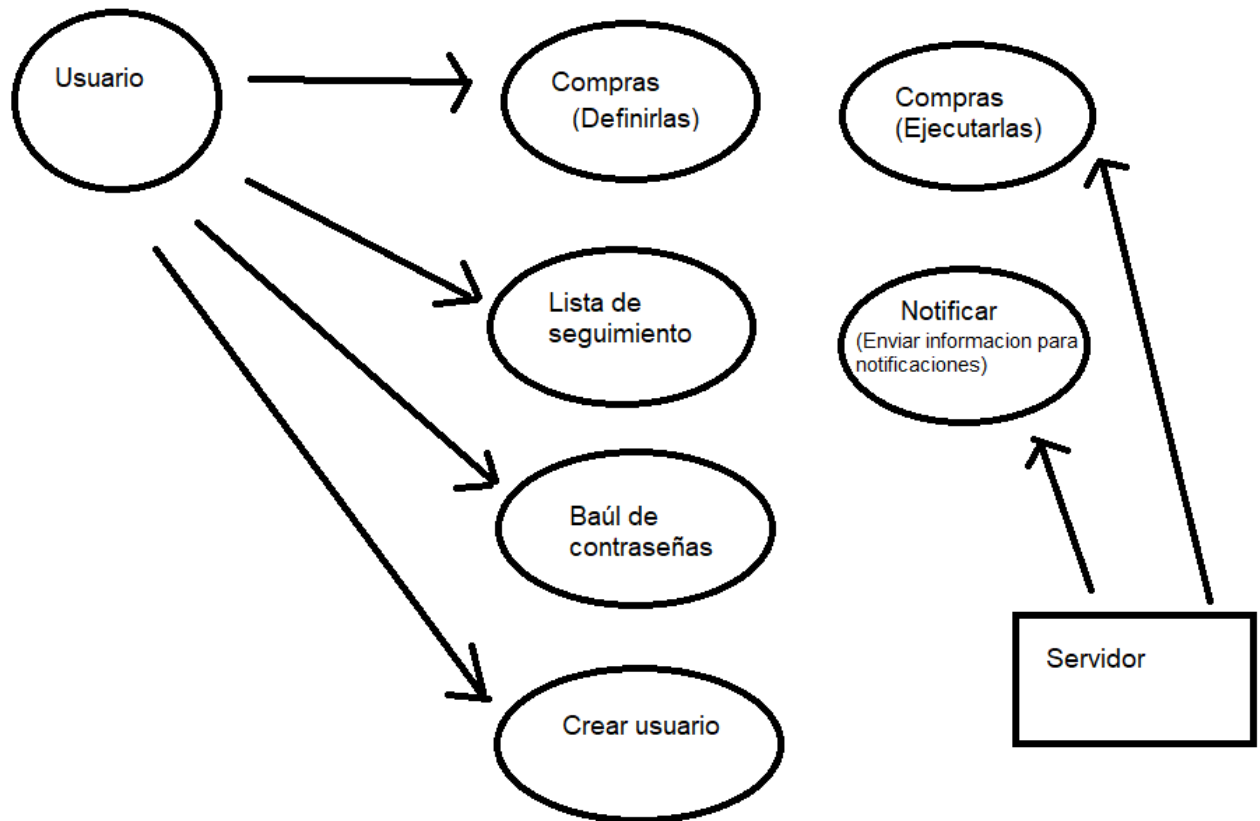 Usuario
Compras
(Definirlas)
Compras
(Ejecutarlas)
Lista de
seguimiento
Notificar
(Enviar informacion para
notificaciones)
Baúl de
contraseñas
Servidor
Crear usuario